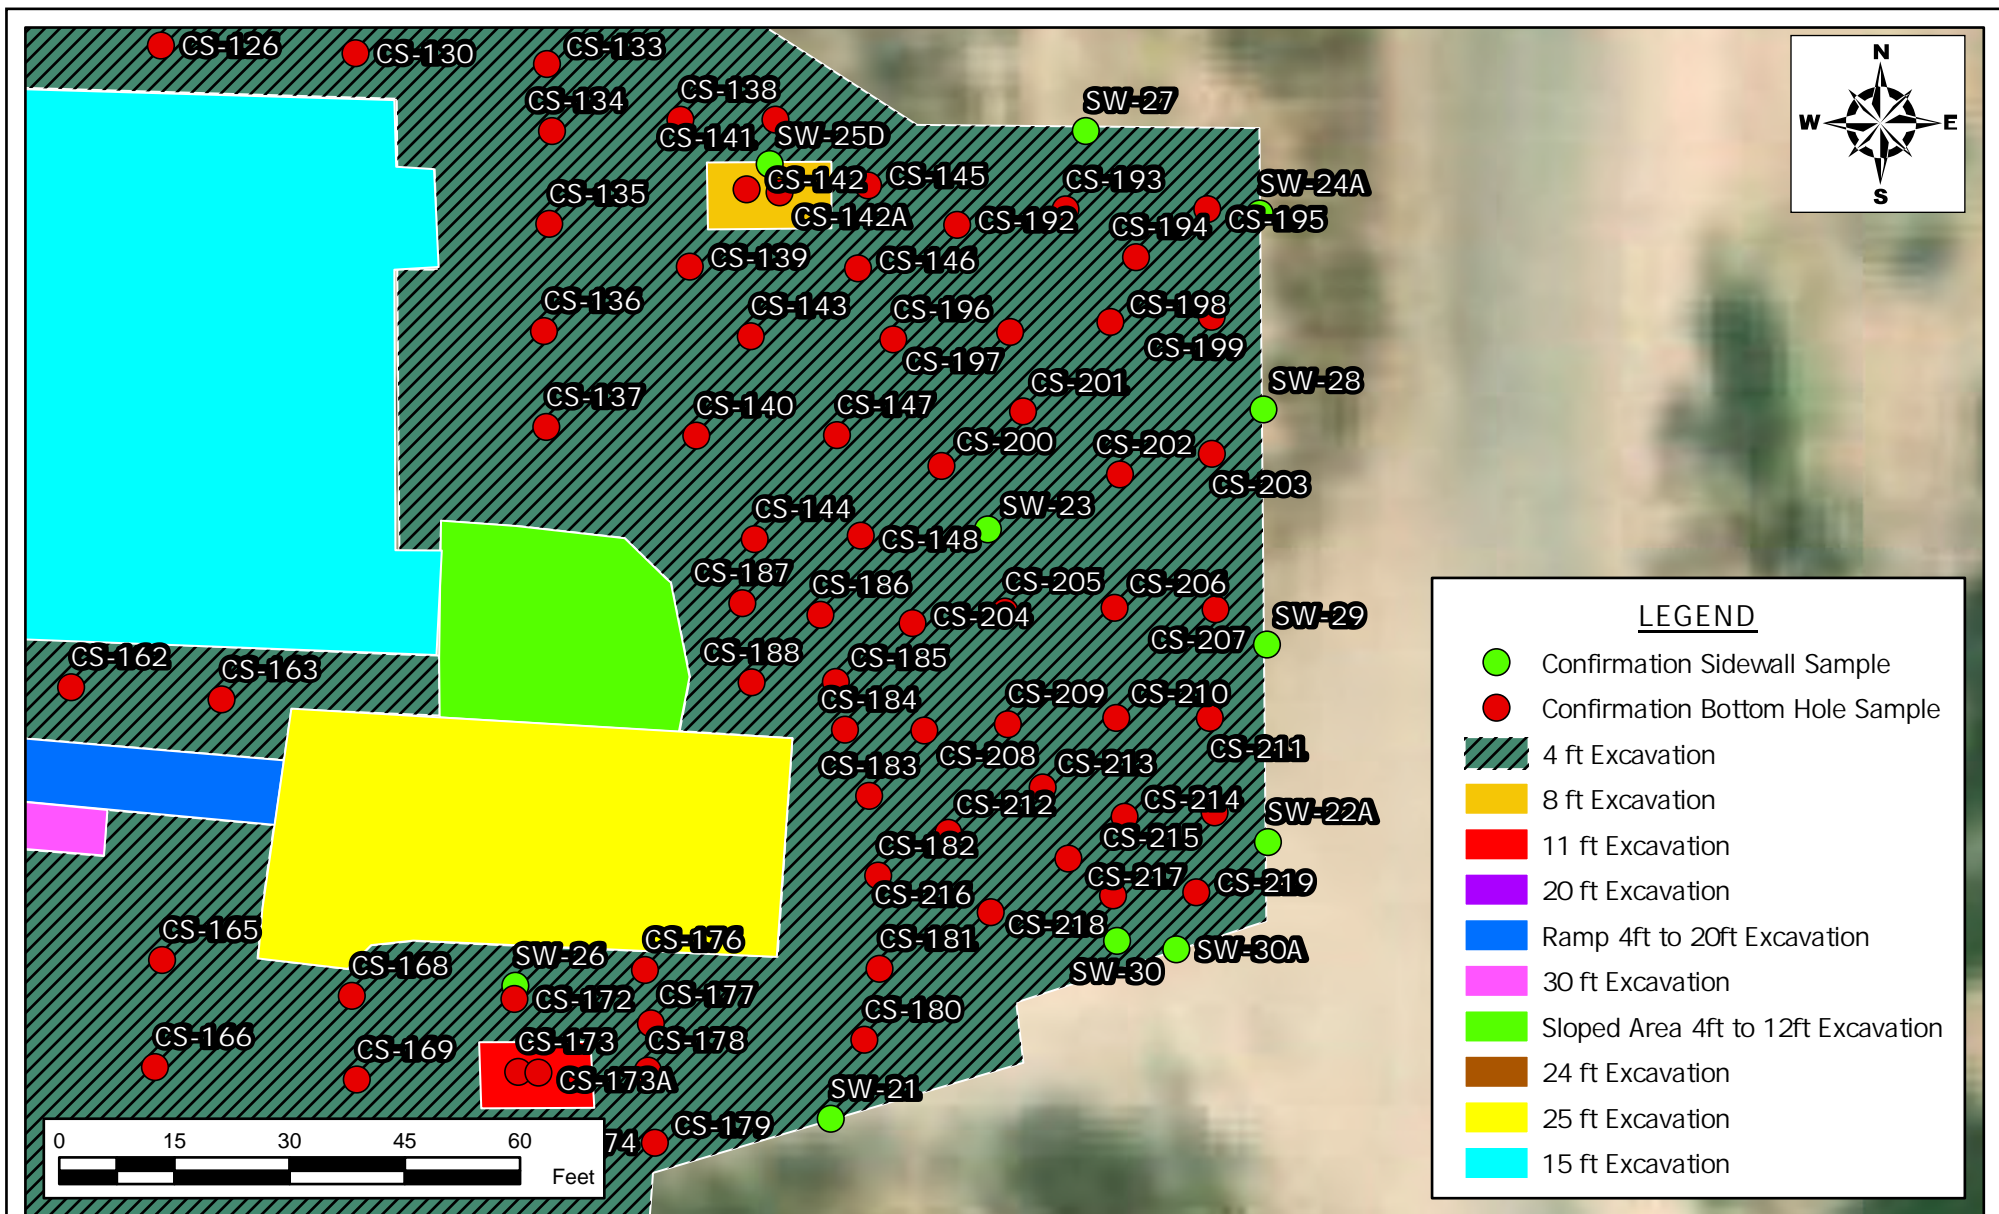 CS-126
CS-130
CS-133
CS-134
CS-138
CS-141
SW-25D
SW-27
N
W
E
S
CS-142
CS-145
CS-193
SW-24A
CS-135
CS-142A
CS-192
CS-194
CS-195
CS-139
CS-146
CS-136
CS-143
CS-196
CS-198
CS-197
CS-199
CS-201
SW-28
CS-137
CS-140
CS-147
CS-200
CS-202
CS-203
CS-144
SW-23
CS-148
CS-187
CS-186
CS-205
CS-206
CS-204
SW-29
CS-207
CS-162
CS-163
CS-188
CS-185
CS-184
CS-209
CS-210
CS-208
CS-211
CS-183
CS-213
CS-212
CS-214
SW-22A
CS-182
CS-215
CS-216
CS-217
CS-219
CS-218
CS-165
CS-168
SW-26
CS-176
CS-181
SW-30
SW-30A
CS-172
CS-177
CS-180
CS-166
CS-169
CS-173
CS-178
CS-173A
SW-21
74
CS-179
0 15 30 45 60
Feet
LEGEND
Confirmation Sidewall Sample
Confirmation Bottom Hole Sample
4 ft Excavation
8 ft Excavation
11 ft Excavation
20 ft Excavation
Ramp 4ft to 20ft Excavation
30 ft Excavation
Sloped Area 4ft to 12ft Excavation
24 ft Excavation
25 ft Excavation
15 ft Excavation